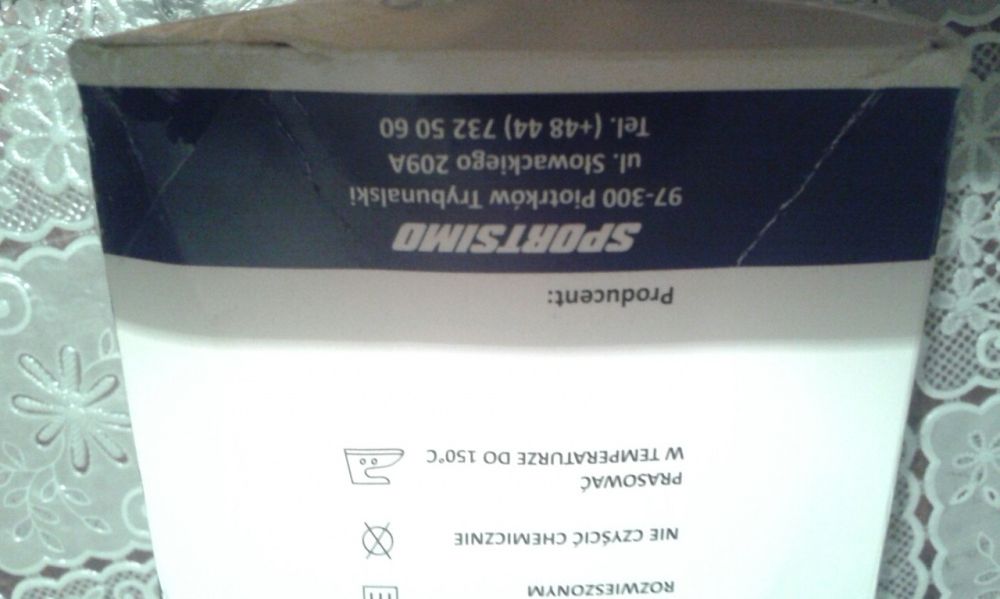 ROZWIESZONYM
NIE CZYŚCIĆ CHEMICZNIE
PRASOWAĆ
W TEMPERATURZE DO 150°C
Producent:
SPORTSIMO
97-300 Piotrków Trybunalski
ul. Słowackiego 209A
Tel. (+48 44) 732 50 60